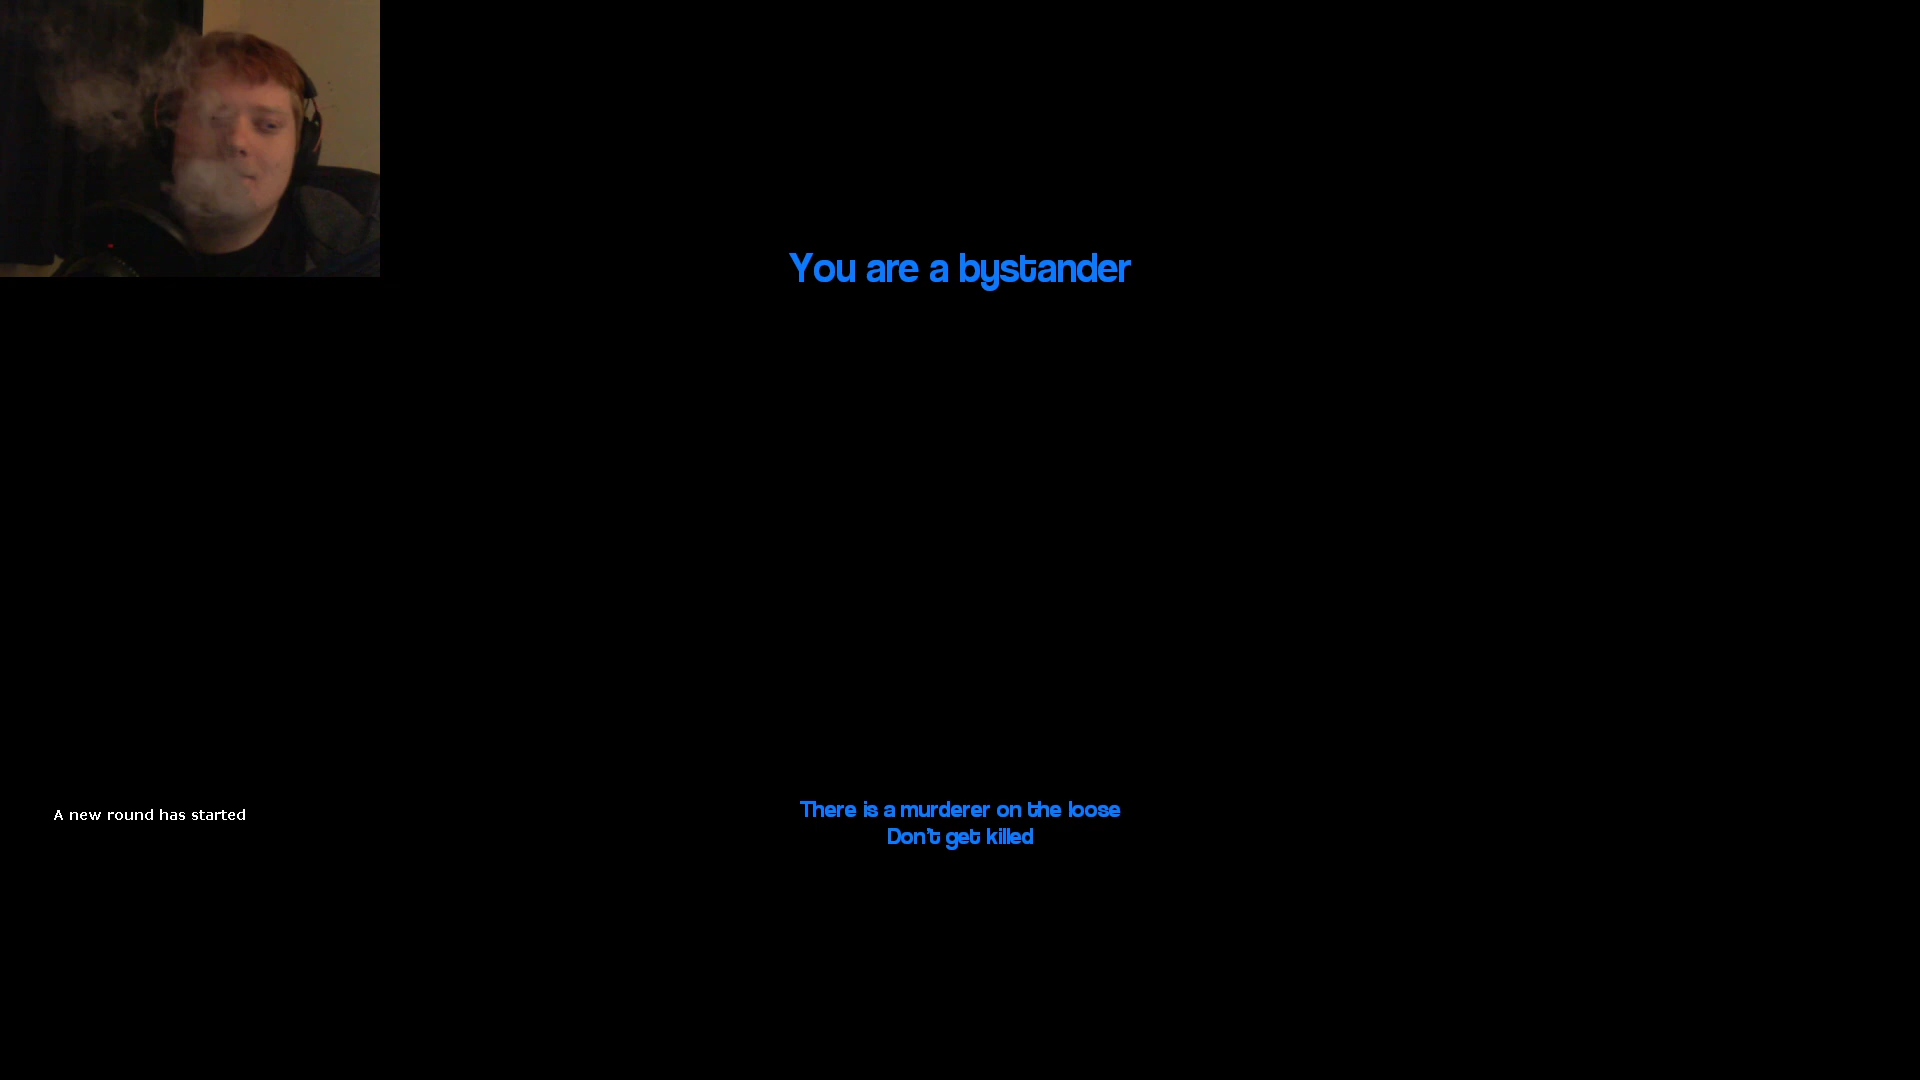 You are a bystander
There is a murderer on the loose
Don't get killed
A new round has started